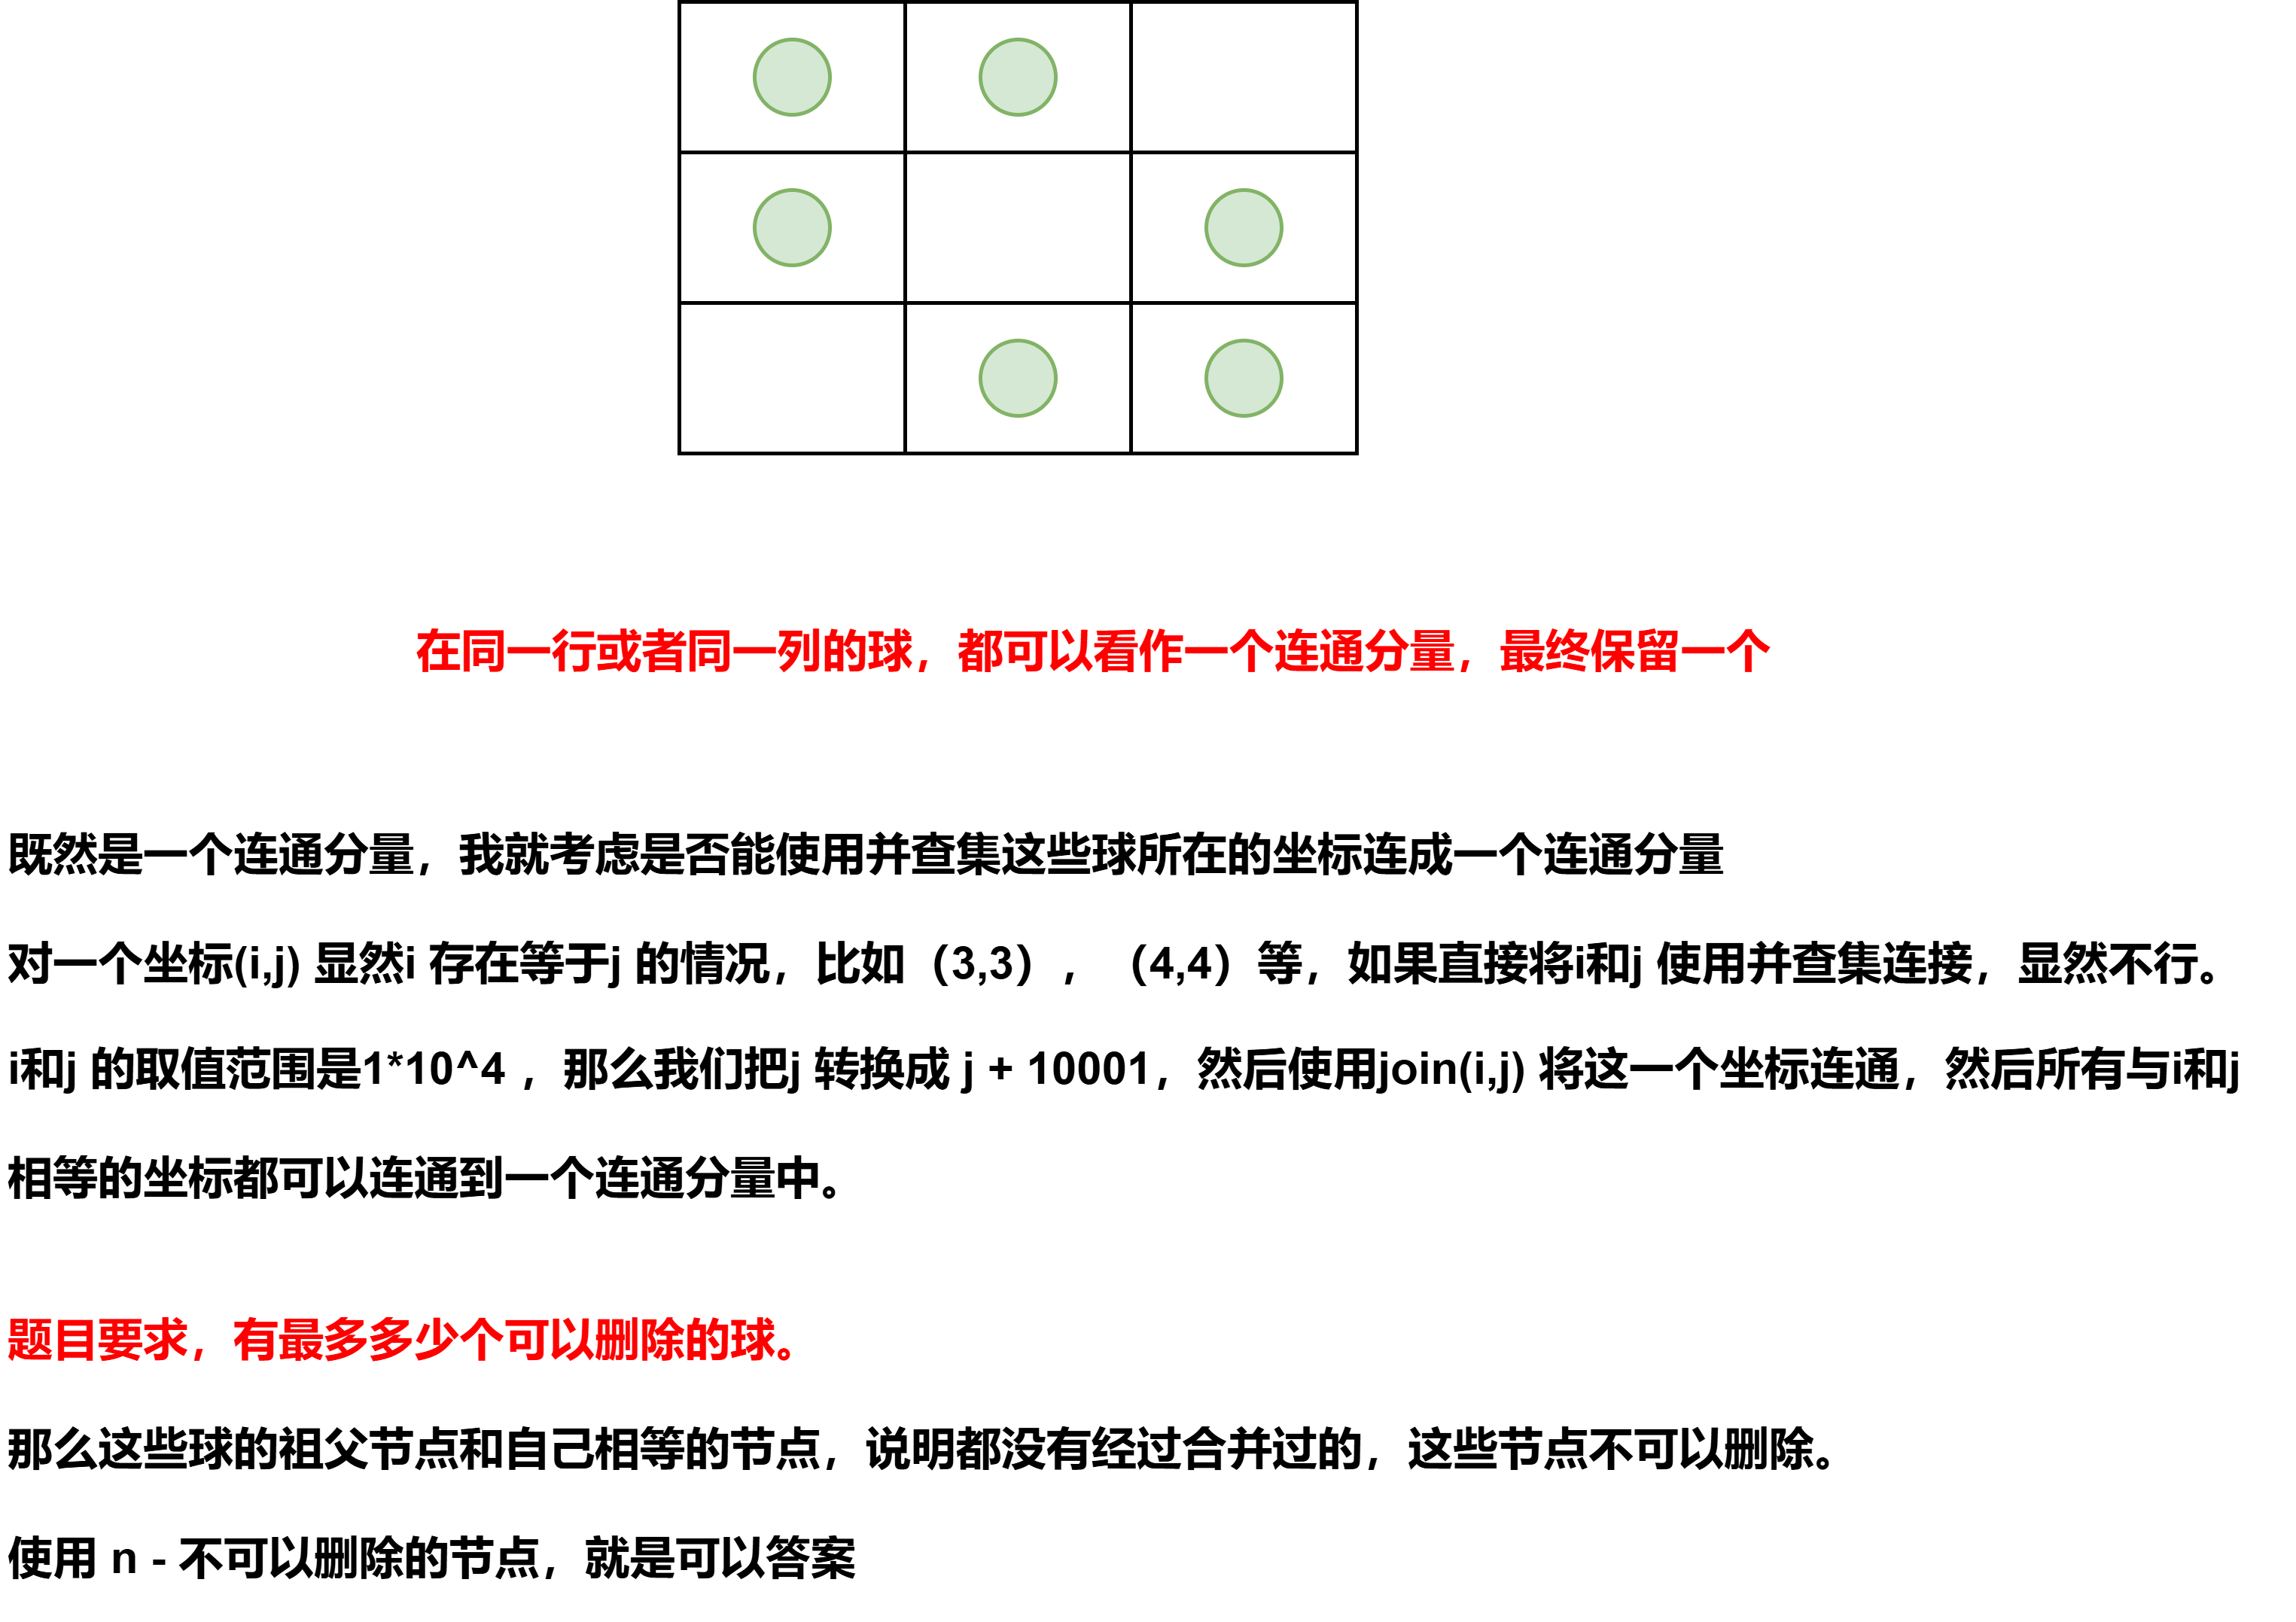 在同一行或者同一列的球，都可以看作一个连通分量，最终保留一个
既然是一个连通分量，我就考虑是否能使用并查集这些球所在的坐标连成一个连通分量
对一个坐标(i,j) 显然i 存在等于j 的情况，比如（3,3），（4,4）等，如果直接将i和j 使用并查集连接，显然不行。
i和j 的取值范围是1*10^4 ，那么我们把j 转换成 j + 10001，然后使用join(i,j) 将这一个坐标连通，然后所有与i和j
相等的坐标都可以连通到一个连通分量中。
题目要求，有最多多少个可以删除的球。
那么这些球的祖父节点和自己相等的节点，说明都没有经过合并过的，这些节点不可以删除。
使用 n - 不可以删除的节点，就是可以答案